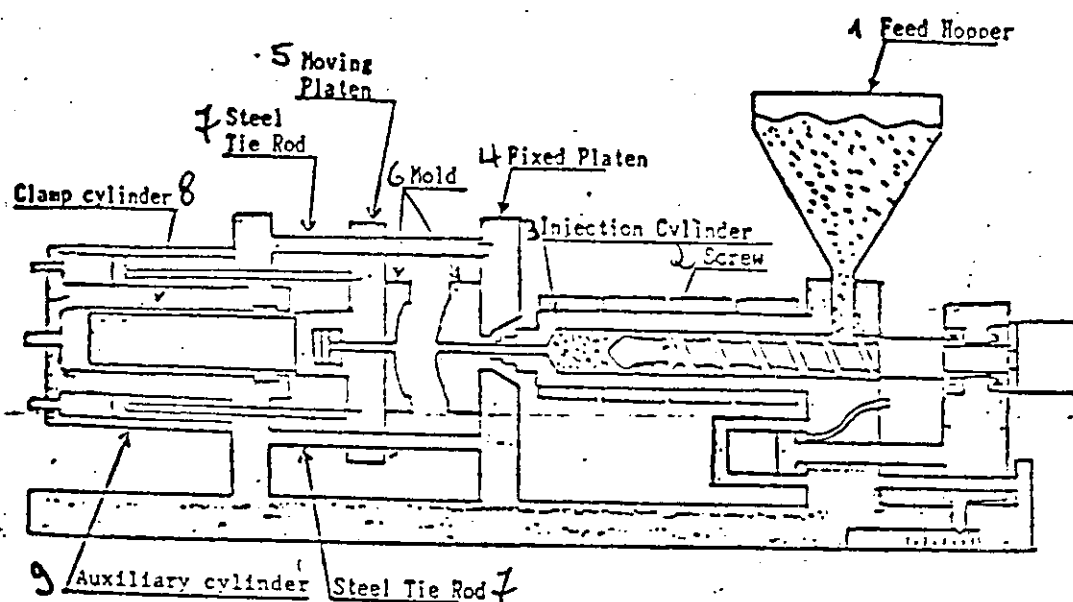 1 Feed Hopper
5 Moving
Platen
7 Steel
Tie Rod
6 Mold
4 Fixed Platen
Clamp cylinder 8
3 Injection Cylinder
2 Screw
9 Auxiliary cylinder
Steel Tie Rod 7